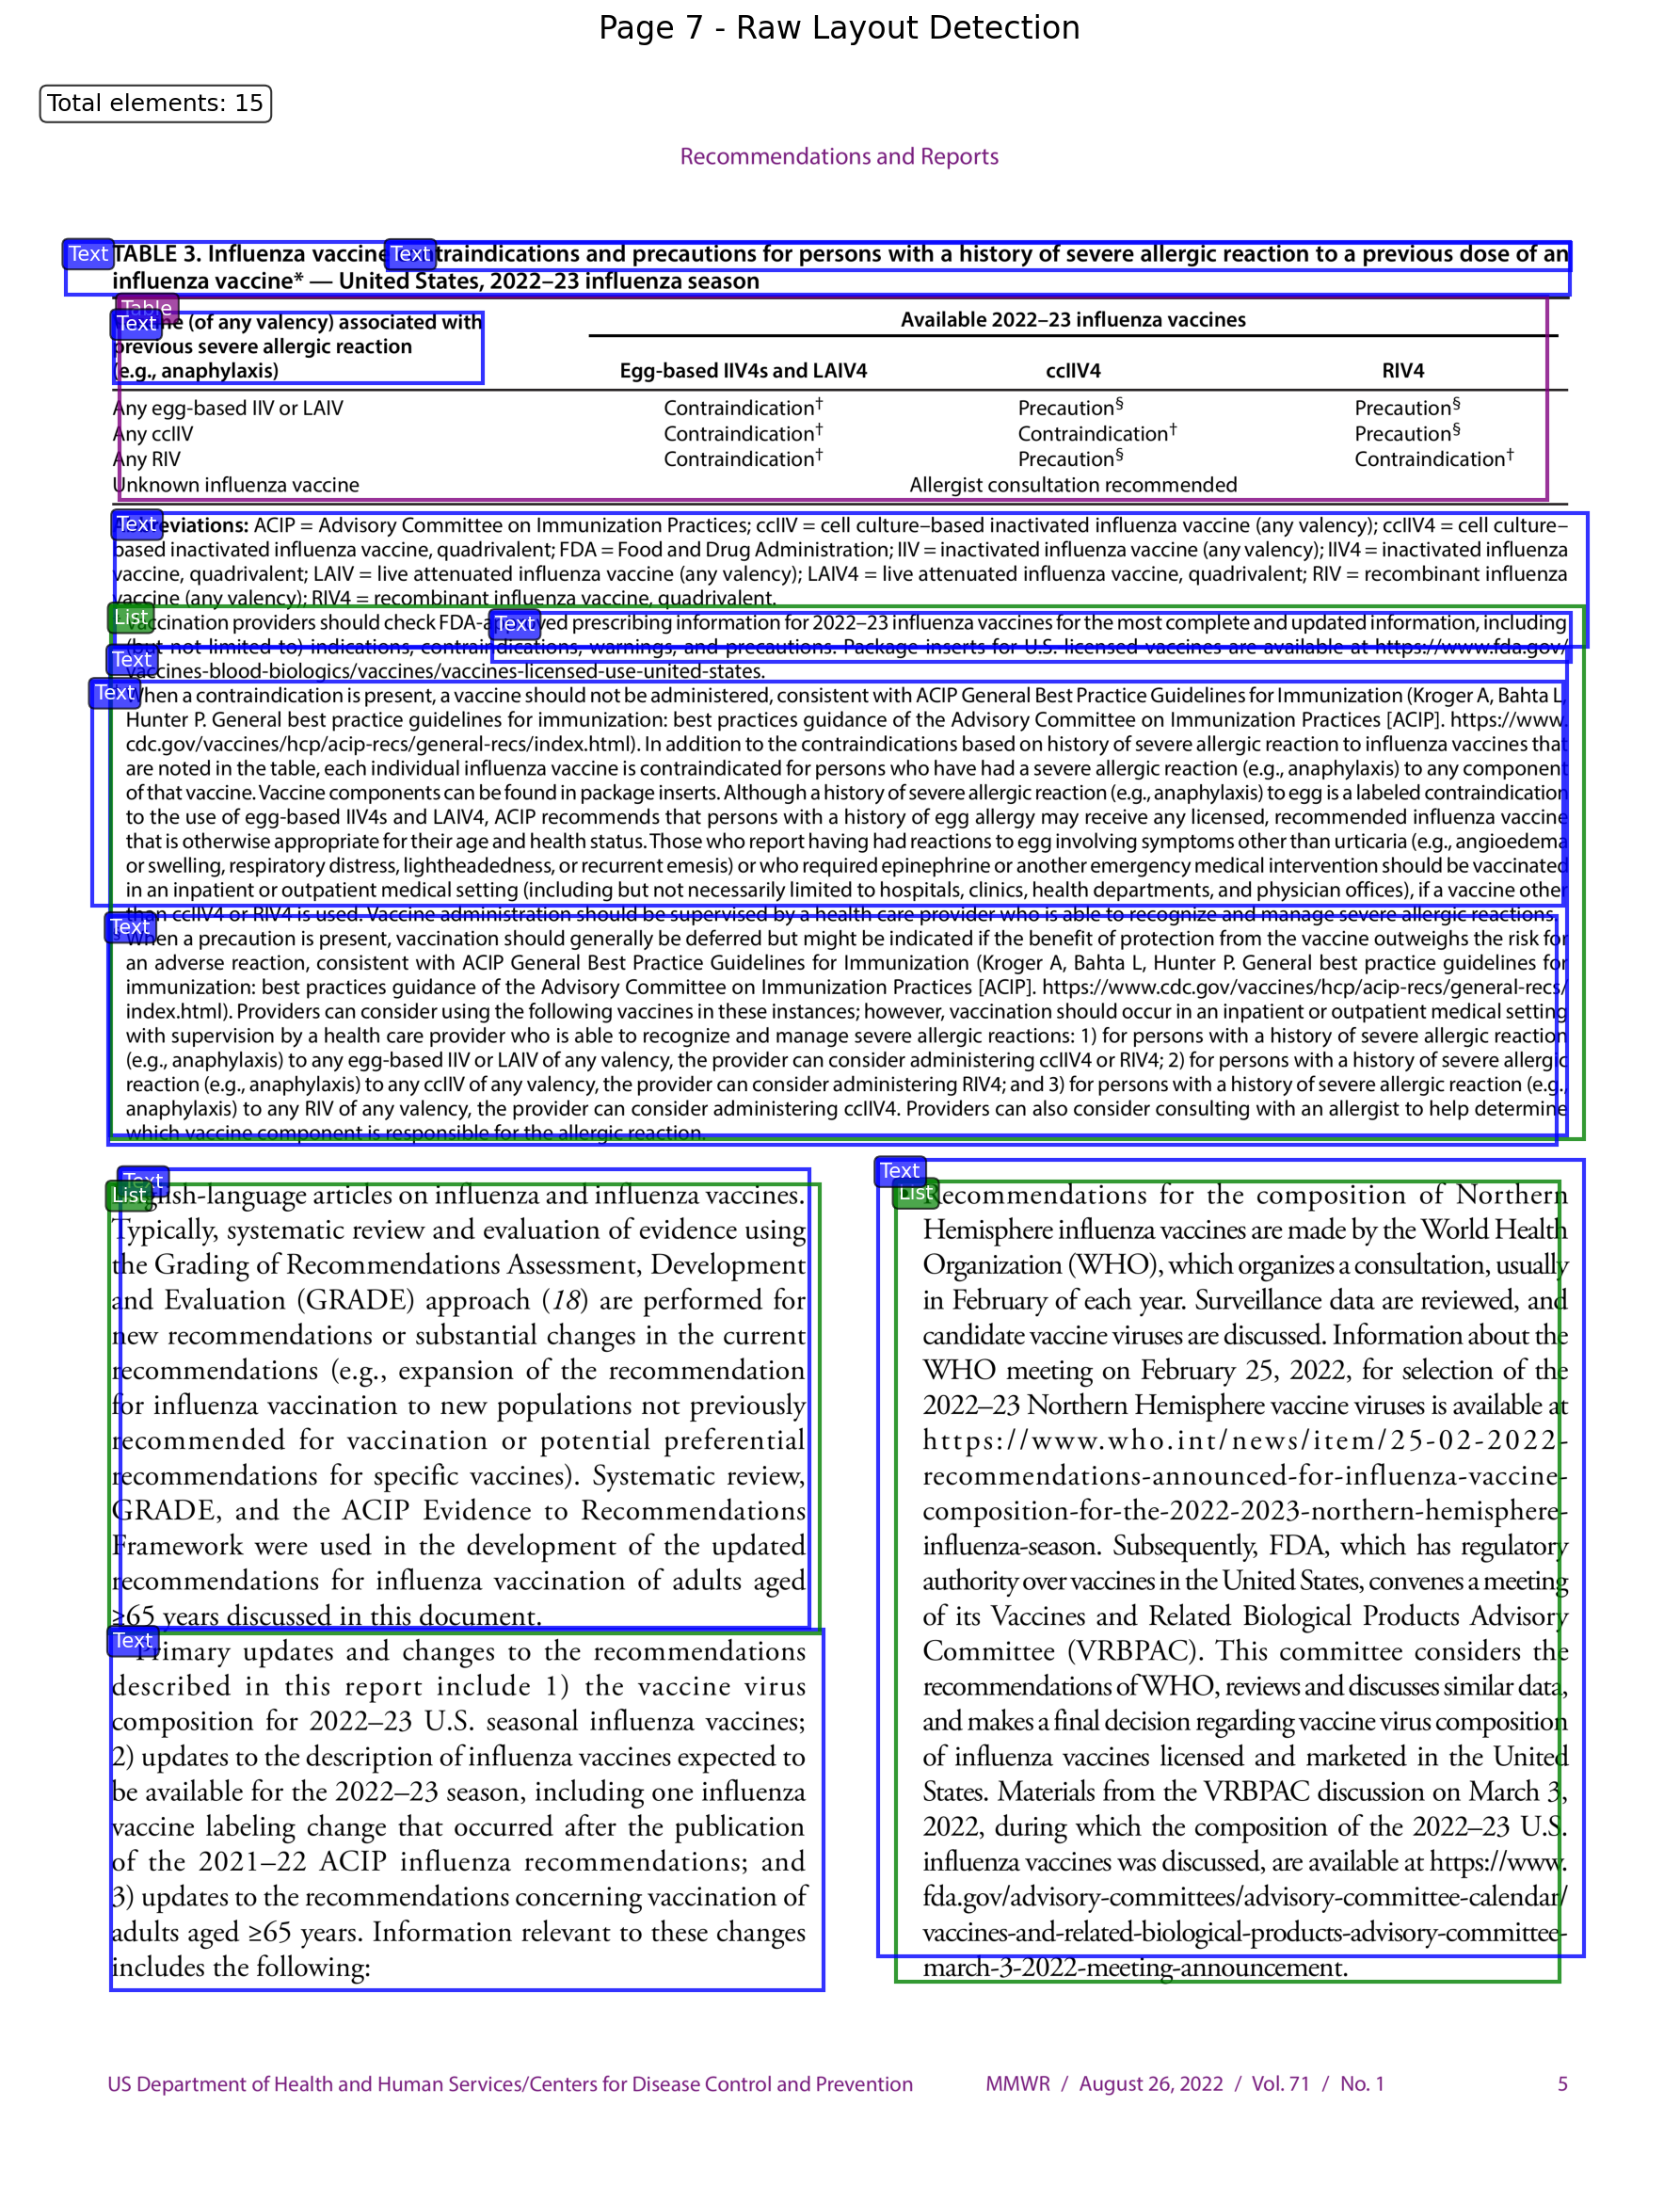 Page 7 - Raw Layout Detection
Total elements: 15
Recommendations and Reports
Text
Text
TABLE 3. Influenza vaccine traindications and precautions for persons with a history of severe allergic reaction to a previous dose of an
influenza vaccine* — United States, 2022–23 influenza season
Table
Text
(of any valency) associated with
previous severe allergic reaction
(e.g., anaphylaxis)
Available 2022–23 influenza vaccines
Egg-based IIV4s and LAIV4 ccIIV4 RIV4
Any egg-based IIV or LAIV Contraindication† Precaution§ Precaution§
Any ccIIV Contraindication† Contraindication† Precaution§
Any RIV Contraindication† Precaution§ Contraindication†
Unknown influenza vaccine Allergist consultation recommended
Text
Abbreviations: ACIP = Advisory Committee on Immunization Practices; ccIIV = cell culture–based inactivated influenza vaccine (any valency); ccIIV4 = cell culture–
based inactivated influenza vaccine, quadrivalent; FDA = Food and Drug Administration; IIV = inactivated influenza vaccine (any valency); IIV4 = inactivated influenza
vaccine, quadrivalent; LAIV = live attenuated influenza vaccine (any valency); LAIV4 = live attenuated influenza vaccine, quadrivalent; RIV = recombinant influenza
vaccine (any valency); RIV4 = recombinant influenza vaccine, quadrivalent.
List
Text
Vaccination providers should check FDA-approved prescribing information for 2022–23 influenza vaccines for the most complete and updated information, including
(but not limited to) indications, contraindications, warnings, and precautions. Package inserts for U.S. licensed vaccines are available at https://www.fda.gov/
Text
vaccines-blood-biologics/vaccines/vaccines-licensed-use-united-states.
Text
When a contraindication is present, a vaccine should not be administered, consistent with ACIP General Best Practice Guidelines for Immunization (Kroger A, Bahta L,
Hunter P. General best practice guidelines for immunization: best practices guidance of the Advisory Committee on Immunization Practices [ACIP]. https://www.
cdc.gov/vaccines/hcp/acip-recs/general-recs/index.html). In addition to the contraindications based on history of severe allergic reaction to influenza vaccines that
are noted in the table, each individual influenza vaccine is contraindicated for persons who have had a severe allergic reaction (e.g., anaphylaxis) to any component
of that vaccine. Vaccine components can be found in package inserts. Although a history of severe allergic reaction (e.g., anaphylaxis) to egg is a labeled contraindication
to the use of egg-based IIV4s and LAIV4, ACIP recommends that persons with a history of egg allergy may receive any licensed, recommended influenza vaccine
that is otherwise appropriate for their age and health status. Those who report having had reactions to egg involving symptoms other than urticaria (e.g., angioedema
or swelling, respiratory distress, lightheadedness, or recurrent emesis) or who required epinephrine or another emergency medical intervention should be vaccinated
in an inpatient or outpatient medical setting (including but not necessarily limited to hospitals, clinics, health departments, and physician offices), if a vaccine other
than ccIIV4 or RIV4 is used. Vaccine administration should be supervised by a health care provider who is able to recognize and manage severe allergic reactions.
Text
When a precaution is present, vaccination should generally be deferred but might be indicated if the benefit of protection from the vaccine outweighs the risk for
an adverse reaction, consistent with ACIP General Best Practice Guidelines for Immunization (Kroger A, Bahta L, Hunter P. General best practice guidelines for
immunization: best practices guidance of the Advisory Committee on Immunization Practices [ACIP]. https://www.cdc.gov/vaccines/hcp/acip-recs/general-recs/
index.html). Providers can consider using the following vaccines in these instances; however, vaccination should occur in an inpatient or outpatient medical setting
with supervision by a health care provider who is able to recognize and manage severe allergic reactions: 1) for persons with a history of severe allergic reaction
(e.g., anaphylaxis) to any egg-based IIV or LAIV of any valency, the provider can consider administering ccIIV4 or RIV4; 2) for persons with a history of severe allergic
reaction (e.g., anaphylaxis) to any ccIIV of any valency, the provider can consider administering RIV4; and 3) for persons with a history of severe allergic reaction (e.g.,
anaphylaxis) to any RIV of any valency, the provider can consider administering ccIIV4. Providers can also consider consulting with an allergist to help determine
which vaccine component is responsible for the allergic reaction.
Text
List
English-language articles on influenza and influenza vaccines.
Typically, systematic review and evaluation of evidence using
the Grading of Recommendations Assessment, Development
and Evaluation (GRADE) approach (18) are performed for
new recommendations or substantial changes in the current
recommendations (e.g., expansion of the recommendation
for influenza vaccination to new populations not previously
recommended for vaccination or potential preferential
recommendations for specific vaccines). Systematic review,
GRADE, and the ACIP Evidence to Recommendations
Framework were used in the development of the updated
recommendations for influenza vaccination of adults aged
≥65 years discussed in this document.
Text
Primary updates and changes to the recommendations
described in this report include 1) the vaccine virus
composition for 2022–23 U.S. seasonal influenza vaccines;
2) updates to the description of influenza vaccines expected to
be available for the 2022–23 season, including one influenza
vaccine labeling change that occurred after the publication
of the 2021–22 ACIP influenza recommendations; and
3) updates to the recommendations concerning vaccination of
adults aged ≥65 years. Information relevant to these changes
includes the following:
Text
List
Recommendations for the composition of Northern
Hemisphere influenza vaccines are made by the World Health
Organization (WHO), which organizes a consultation, usually
in February of each year. Surveillance data are reviewed, and
candidate vaccine viruses are discussed. Information about the
WHO meeting on February 25, 2022, for selection of the
2022–23 Northern Hemisphere vaccine viruses is available at
https://www.who.int/news/item/25-02-2022-
recommendations-announced-for-influenza-vaccine-
composition-for-the-2022-2023-northern-hemisphere-
influenza-season. Subsequently, FDA, which has regulatory
authority over vaccines in the United States, convenes a meeting
of its Vaccines and Related Biological Products Advisory
Committee (VRBPAC). This committee considers the
recommendations of WHO, reviews and discusses similar data,
and makes a final decision regarding vaccine virus composition
of influenza vaccines licensed and marketed in the United
States. Materials from the VRBPAC discussion on March 3,
2022, during which the composition of the 2022–23 U.S.
influenza vaccines was discussed, are available at https://www.
fda.gov/advisory-committees/advisory-committee-calendar/
vaccines-and-related-biological-products-advisory-committee-
march-3-2022-meeting-announcement.
US Department of Health and Human Services/Centers for Disease Control and Prevention MMWR / August 26, 2022 / Vol. 71 / No. 1 5